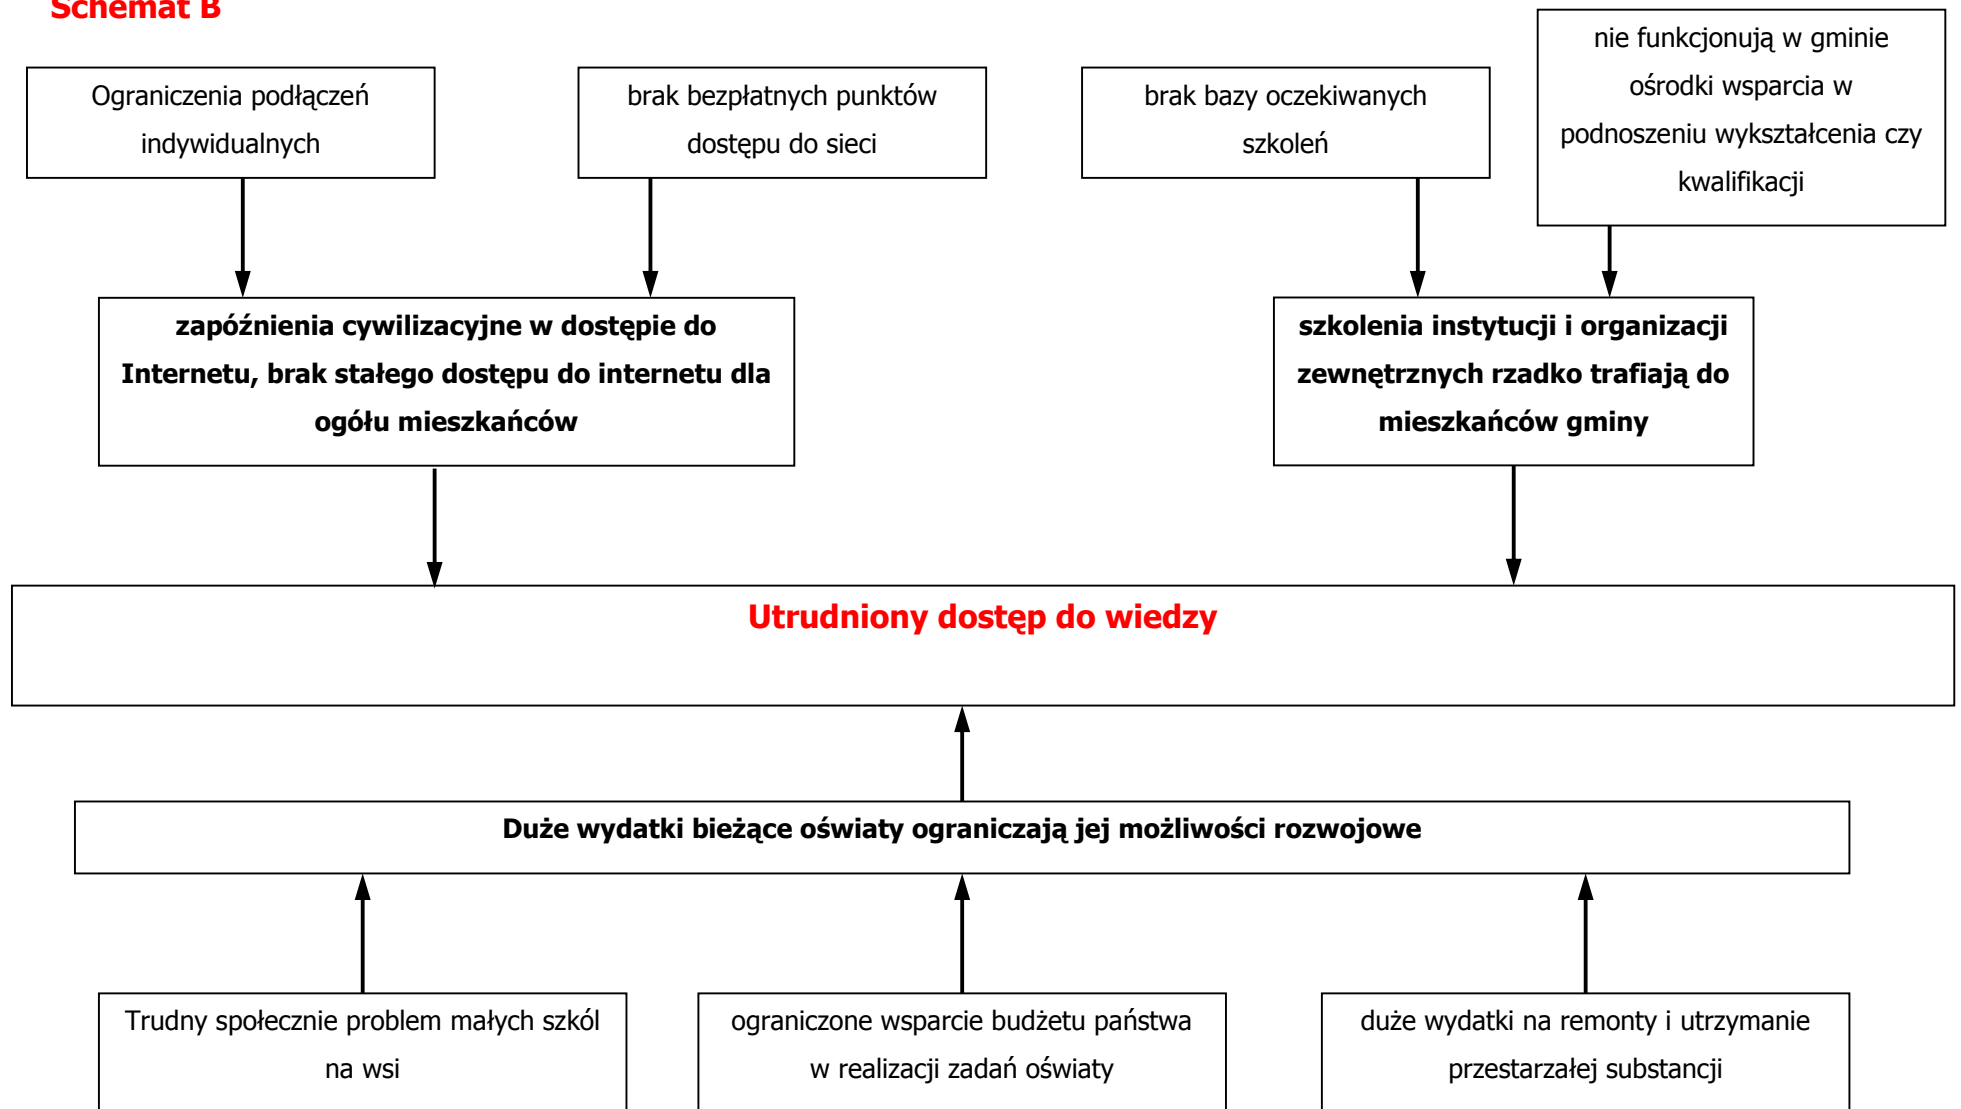 Schemat B
nie funkcjonują w gminie
ośrodki wsparcia w
podnoszeniu wykształcenia czy
kwalifikacji
Ograniczenia podłączeń
indywidualnych
brak bezpłatnych punktów
dostępu do sieci
brak bazy oczekiwanych
szkoleń
zapóźnienia cywilizacyjne w dostępie do
Internetu, brak stałego dostępu do internetu dla
ogółu mieszkańców
szkolenia instytucji i organizacji
zewnętrznych rzadko trafiają do
mieszkańców gminy
Utrudniony dostęp do wiedzy
Duże wydatki bieżące oświaty ograniczają jej możliwości rozwojowe
Trudny społecznie problem małych szkól
na wsi
ograniczone wsparcie budżetu państwa
w realizacji zadań oświaty
duże wydatki na remonty i utrzymanie
przestarzałej substancji